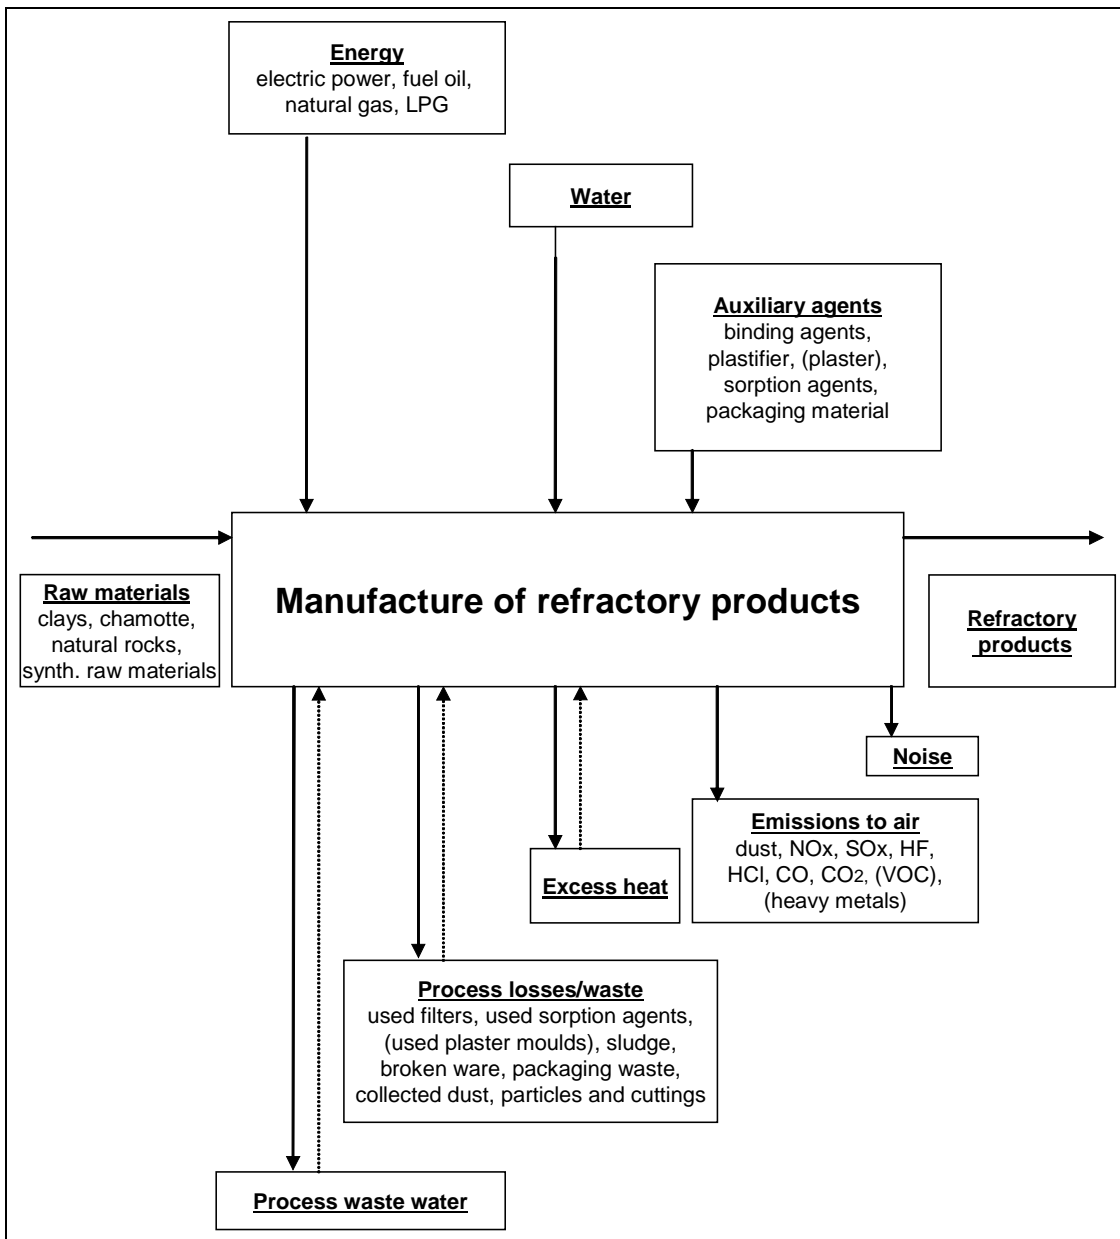 Energy
electric power, fuel oil,
natural gas, LPG
Water
Auxiliary agents
binding agents,
plastifier, (plaster),
sorption agents,
packaging material
Manufacture of refractory products
Raw materials
clays, chamotte,
natural rocks,
synth. raw materials
Refractory
products
Noise
Emissions to air
dust, NOx, SOx, HF,
HCl, CO, CO2, (VOC),
(heavy metals)
Excess heat
Process losses/waste
used filters, used sorption agents,
(used plaster moulds), sludge,
broken ware, packaging waste,
collected dust, particles and cuttings
Process waste water